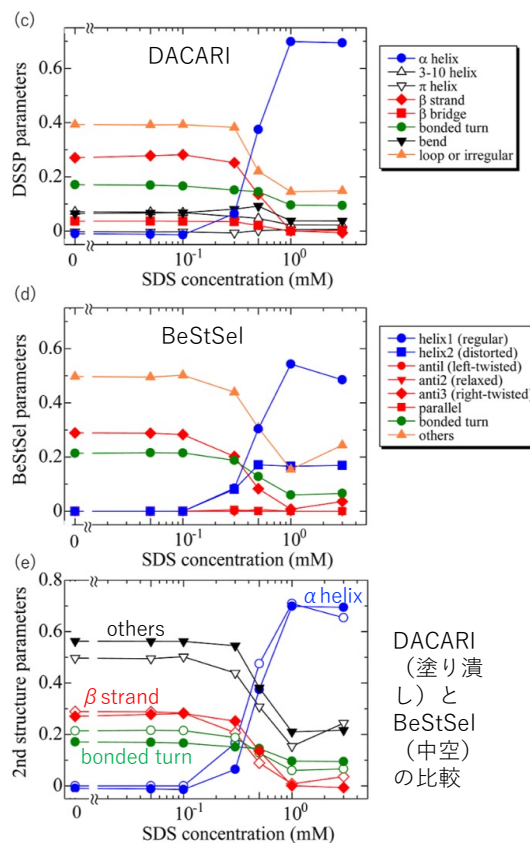 (c)
DACARI
DSSP parameters
0.6
0.4
0.2
0
0
10⁻¹
10⁰
SDS concentration (mM)
α helix
3-10 helix
π helix
β strand
β bridge
bonded turn
bend
loop or irregular
(d)
BeStSel
BeStSel parameters
0.6
0.4
0.2
0
0
10⁻¹
10⁰
SDS concentration (mM)
helix1 (regular)
helix2 (distorted)
anti1 (left-twisted)
anti2 (relaxed)
anti3 (right-twisted)
parallel
bonded turn
others
(e)
2nd structure parameters
0.8
0.6
0.4
0.2
0
0
10⁻¹
10⁰
SDS concentration (mM)
α helix
others
β strand
bonded turn
DACARI
（塗り潰
し）と
BeStSel
（中空）
の比較